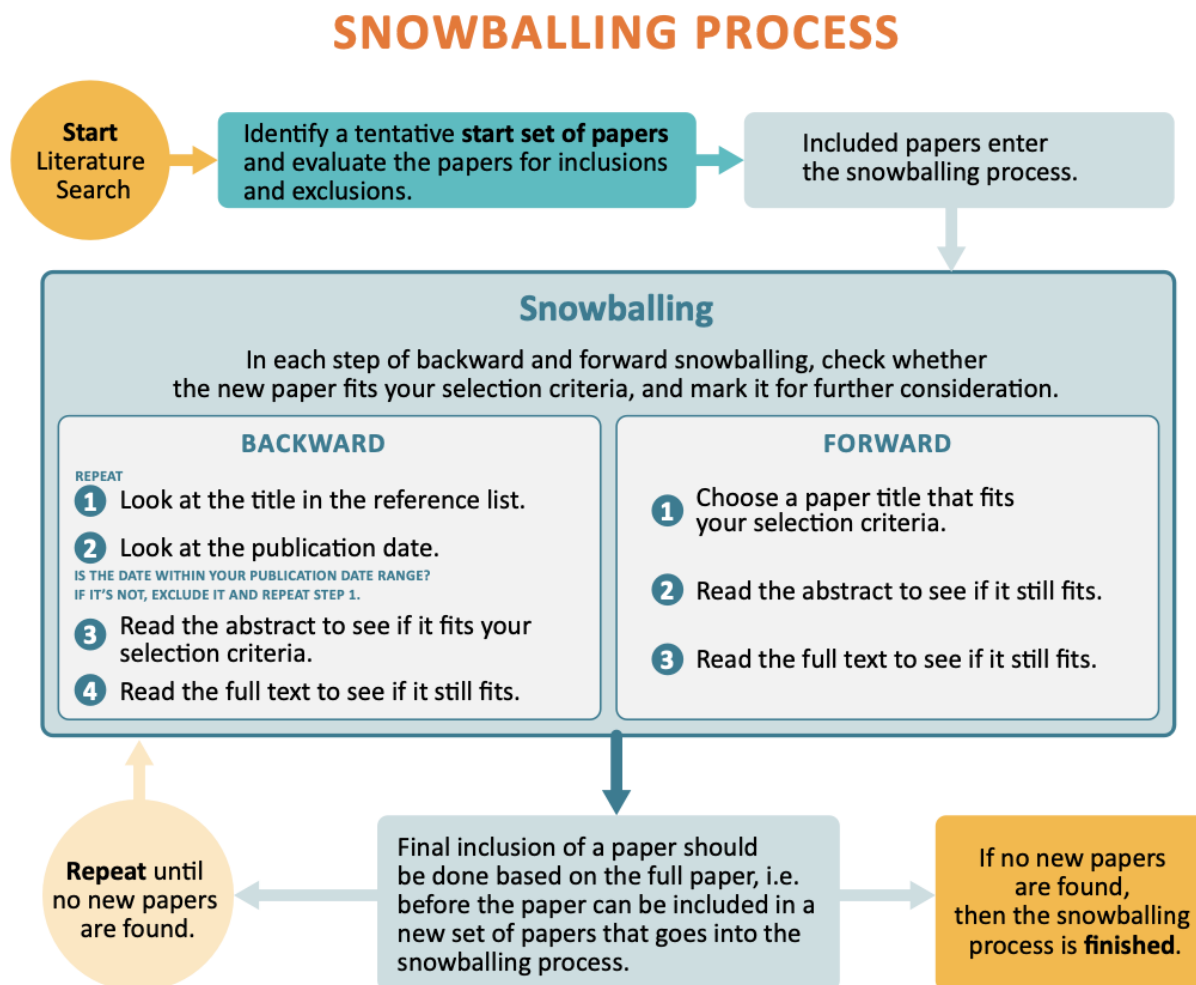 SNOWBALLING PROCESS
Start
Literature
Search
Identify a tentative start set of papers
and evaluate the papers for inclusions
and exclusions.
Included papers enter
the snowballing process.
Snowballing
In each step of backward and forward snowballing, check whether
the new paper fits your selection criteria, and mark it for further consideration.
BACKWARD
REPEAT
1 Look at the title in the reference list.
2 Look at the publication date.
IS THE DATE WITHIN YOUR PUBLICATION DATE RANGE?
IF IT'S NOT, EXCLUDE IT AND REPEAT STEP 1.
3 Read the abstract to see if it fits your
selection criteria.
4 Read the full text to see if it still fits.
FORWARD
1 Choose a paper title that fits
your selection criteria.
2 Read the abstract to see if it still fits.
3 Read the full text to see if it still fits.
Repeat until
no new papers
are found.
Final inclusion of a paper should
be done based on the full paper, i.e.
before the paper can be included in a
new set of papers that goes into the
snowballing process.
If no new papers
are found,
then the snowballing
process is finished.